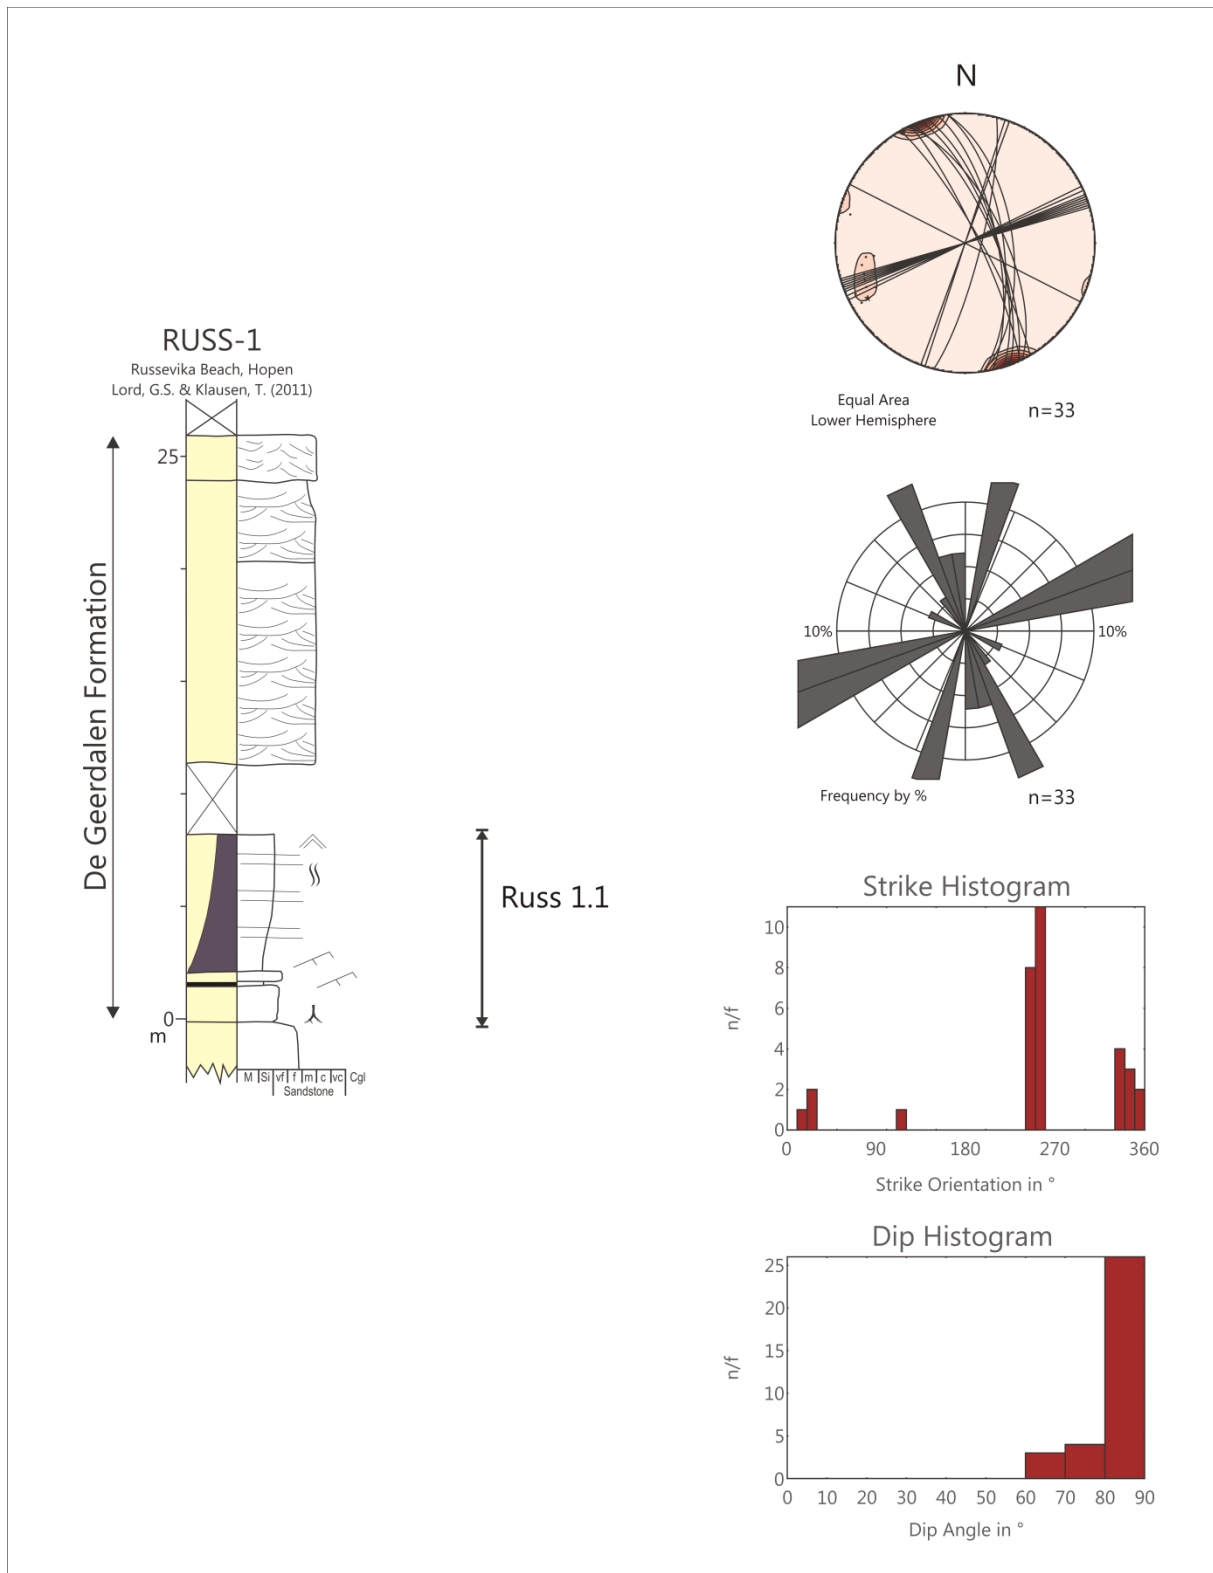 RUSS-1
Russevika Beach, Hopen
Lord, G.S. & Klausen, T. (2011)
De Geerdalen Formation
25
0
m
M Si vf f m c vc Cgl
Sandstone
Russ 1.1
N
Equal Area
Lower Hemisphere
n=33
10%
10%
Frequency by %
n=33
Strike Histogram
n/f
10
8
6
4
2
0
0 90 180 270 360
Strike Orientation in °
Dip Histogram
n/f
25
20
15
10
5
0
0 10 20 30 40 50 60 70 80 90
Dip Angle in °